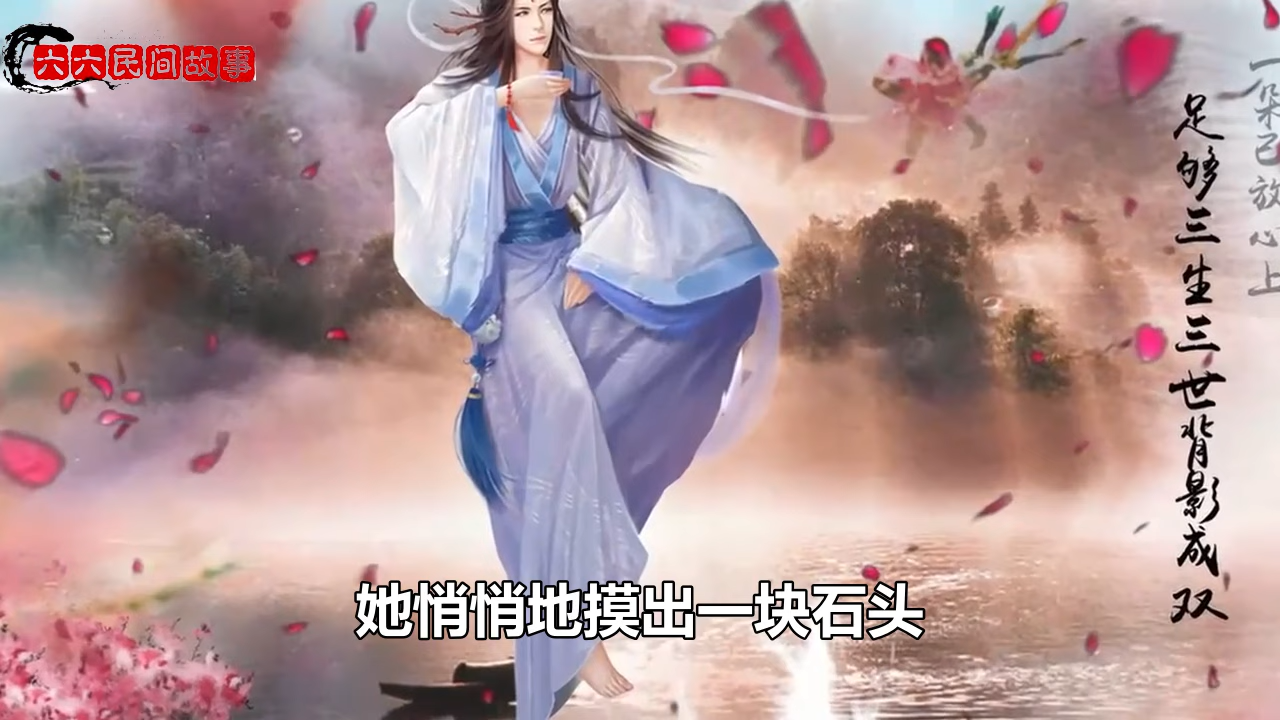 六六民间故事
一朵已放心上
足够三生三世背影成双
她悄悄地摸出一块石头